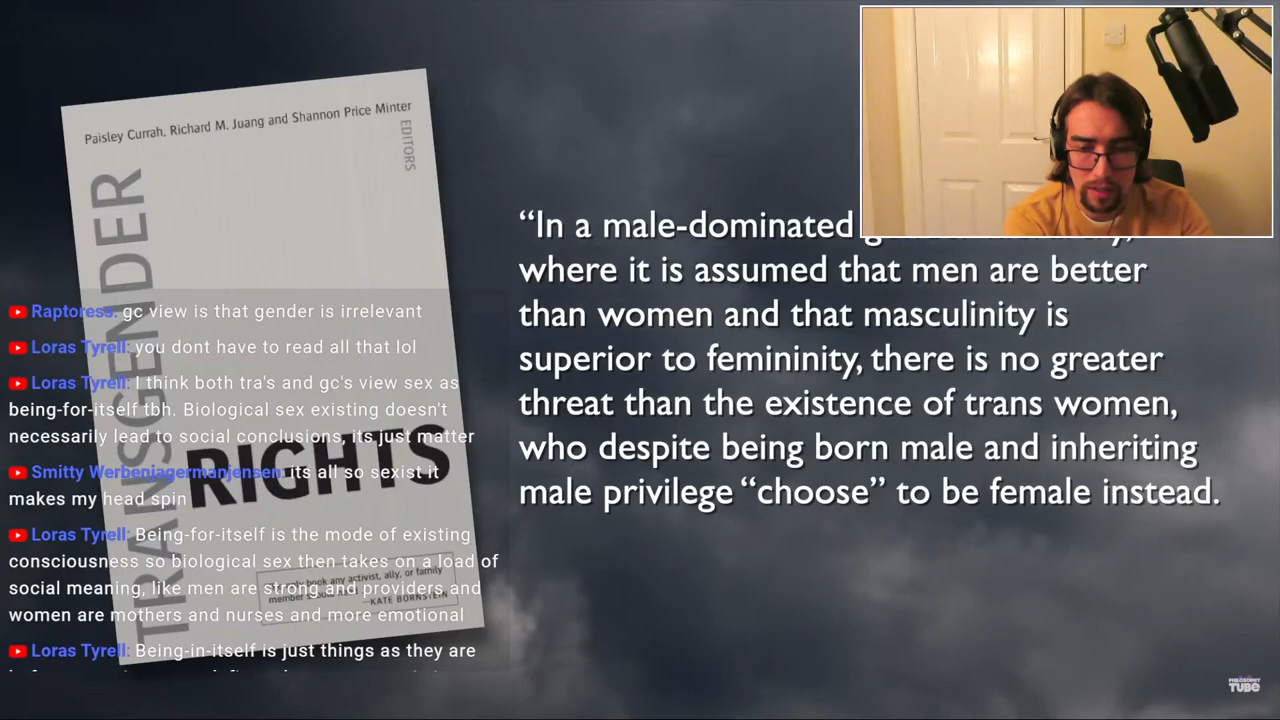 Paisley Currah, Richard M. Juang and Shannon Price Minter
EDITORS
TRANSGENDER
RIGHTS
member
—KATE BORNSTEIN
book any activist, ally, or family
“In a male-dominated
where it is assumed that men are better
than women and that masculinity is
superior to femininity, there is no greater
threat than the existence of trans women,
who despite being born male and inheriting
male privilege “choose” to be female instead.
Raptoress: gc view is that gender is irrelevant
Loras Tyrell: you dont have to read all that lol
Loras Tyrell: I think both tra's and gc's view sex as
being-for-itself tbh. Biological sex existing doesn't
necessarily lead to social conclusions, its just matter
Smitty Werbenjagermanjensen: its all so sexist it
makes my head spin
Loras Tyrell: Being-for-itself is the mode of existing
consciousness so biological sex then takes on a load of
social meaning, like men are strong and providers and
women are mothers and nurses and more emotional
Loras Tyrell: Being-in-itself is just things as they are
PHILOSOPHY
TUBE